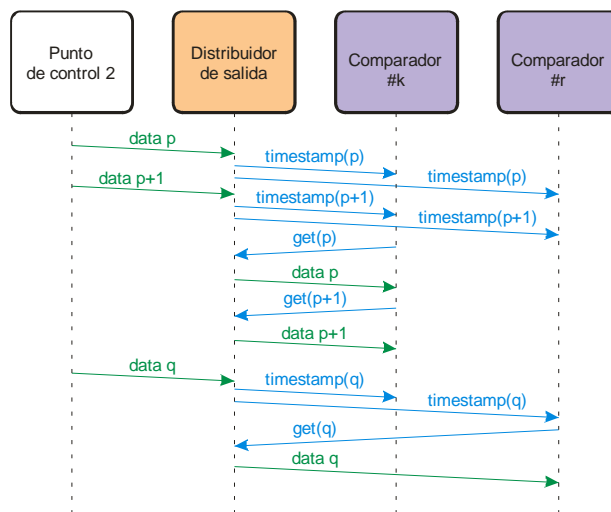 Punto
de control 2
Distribuidor
de salida
Comparador
#k
Comparador
#r
data p
timestamp(p)
timestamp(p)
data p+1
timestamp(p+1)
timestamp(p+1)
get(p)
data p
get(p+1)
data p+1
data q
timestamp(q)
timestamp(q)
get(q)
data q